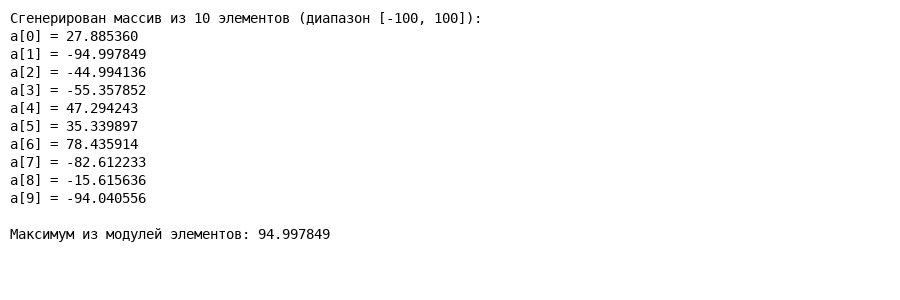 Сгенерирован массив из 10 элементов (диапазон [-100, 100]):
a[0] = 27.885360
a[1] = -94.997849
a[2] = -44.994136
a[3] = -55.357852
a[4] = 47.294243
a[5] = 35.339897
a[6] = 78.435914
a[7] = -82.612233
a[8] = -15.615636
a[9] = -94.040556
Максимум из модулей элементов: 94.997849